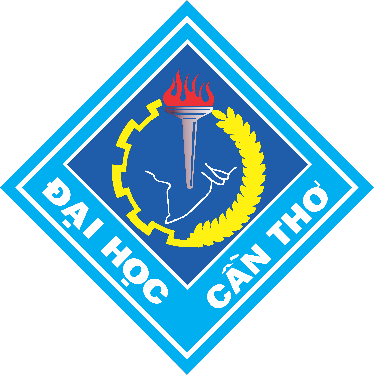 ĐẠI HỌC
CẦN THƠ